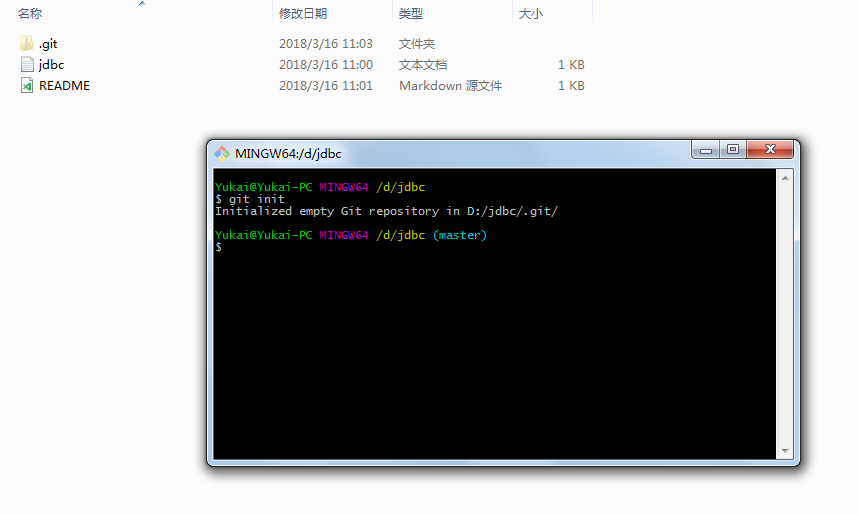 名称 修改日期 类型 大小
.git 2018/3/16 11:03 文件夹
jdbc 2018/3/16 11:00 文本文档 1 KB
README 2018/3/16 11:01 Markdown 源文件 1 KB
MINGW64:/d/jdbc
Yukai@Yukai-PC MINGW64 /d/jdbc
$ git init
Initialized empty Git repository in D:/jdbc/.git/
Yukai@Yukai-PC MINGW64 /d/jdbc (master)
$